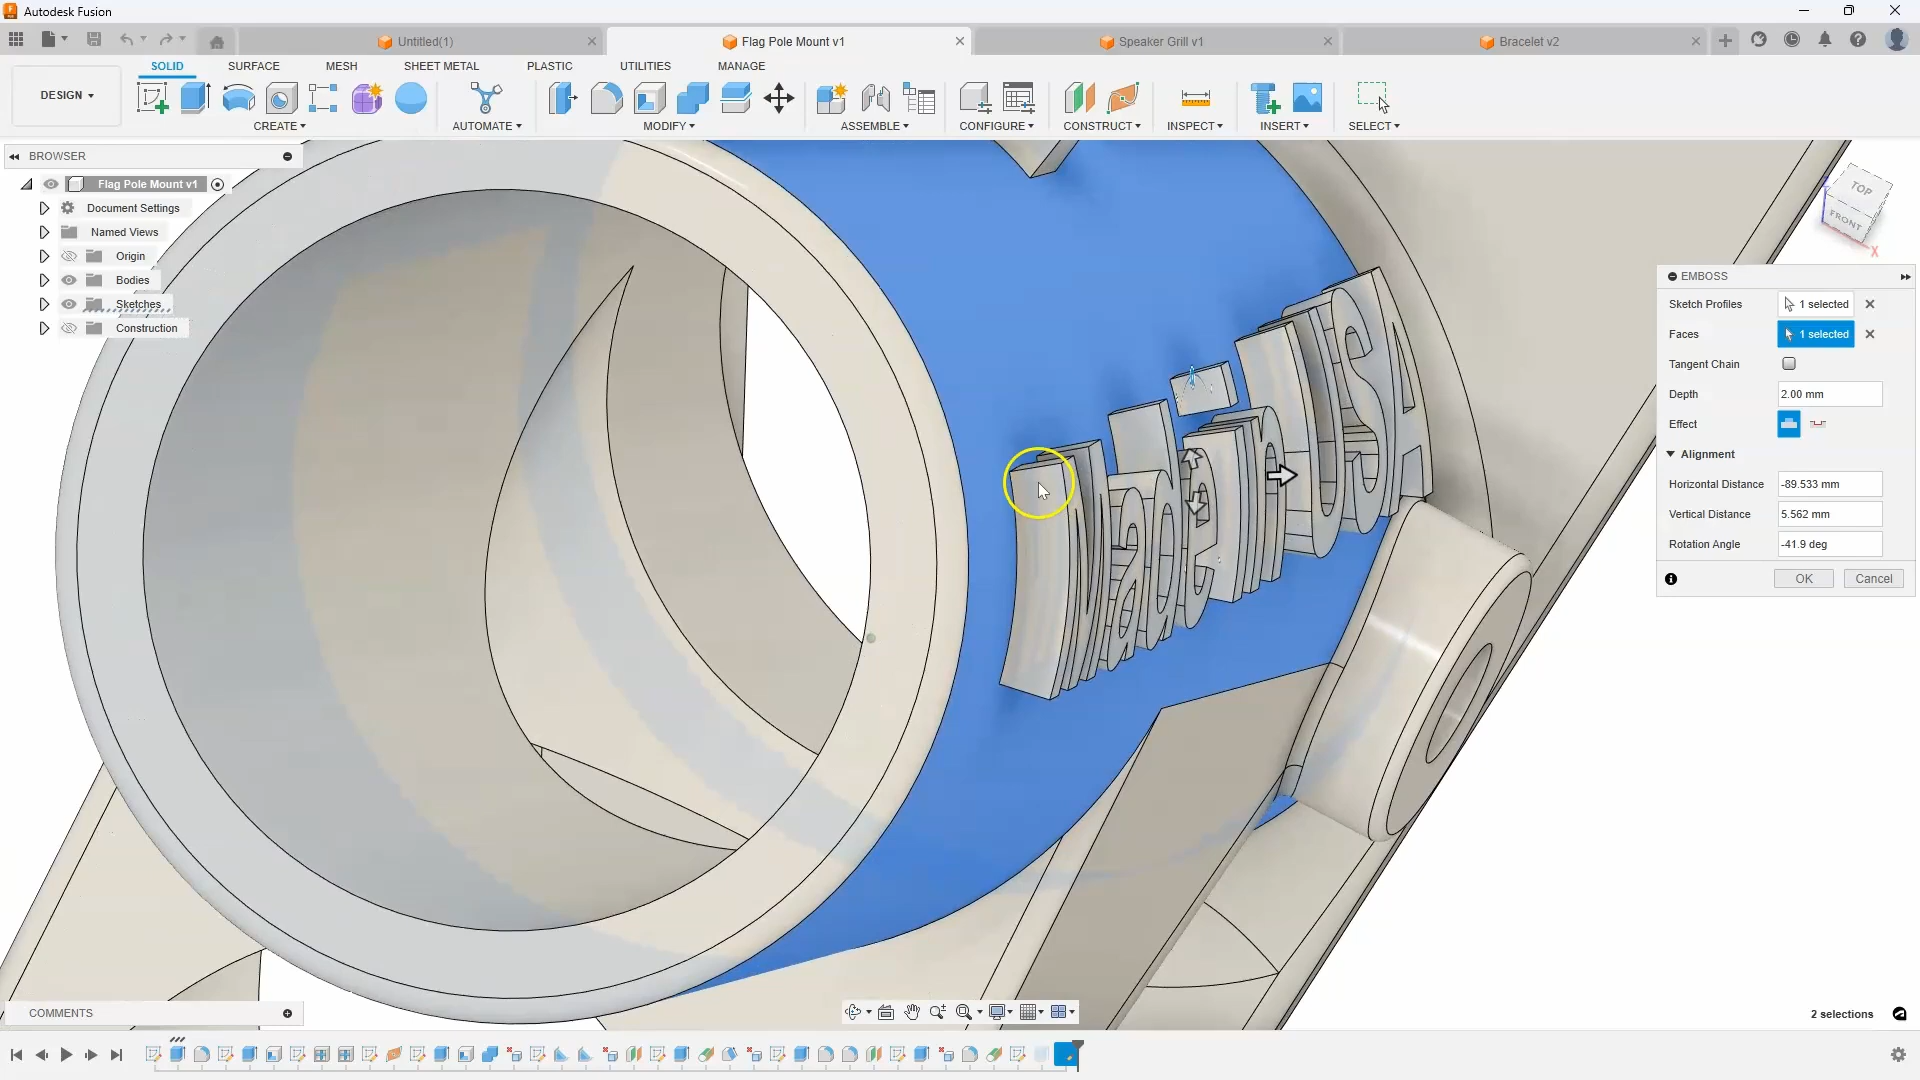 Autodesk Fusion
Untitled(1)
Flag Pole Mount v1
Speaker Grill v1
Bracelet v2
DESIGN
SOLID
SURFACE
MESH
SHEET METAL
PLASTIC
UTILITIES
MANAGE
CREATE
AUTOMATE
MODIFY
ASSEMBLE
CONFIGURE
CONSTRUCT
INSPECT
INSERT
SELECT
BROWSER
Flag Pole Mount v1
Document Settings
Named Views
Origin
Bodies
Sketches
Construction
TOP
FRONT
X
Made in USA
EMBOSS
Sketch Profiles
1 selected
Faces
1 selected
Tangent Chain
Depth
2.00 mm
Effect
Alignment
Horizontal Distance
-89.533 mm
Vertical Distance
5.562 mm
Rotation Angle
-41.9 deg
OK
Cancel
COMMENTS
2 selections